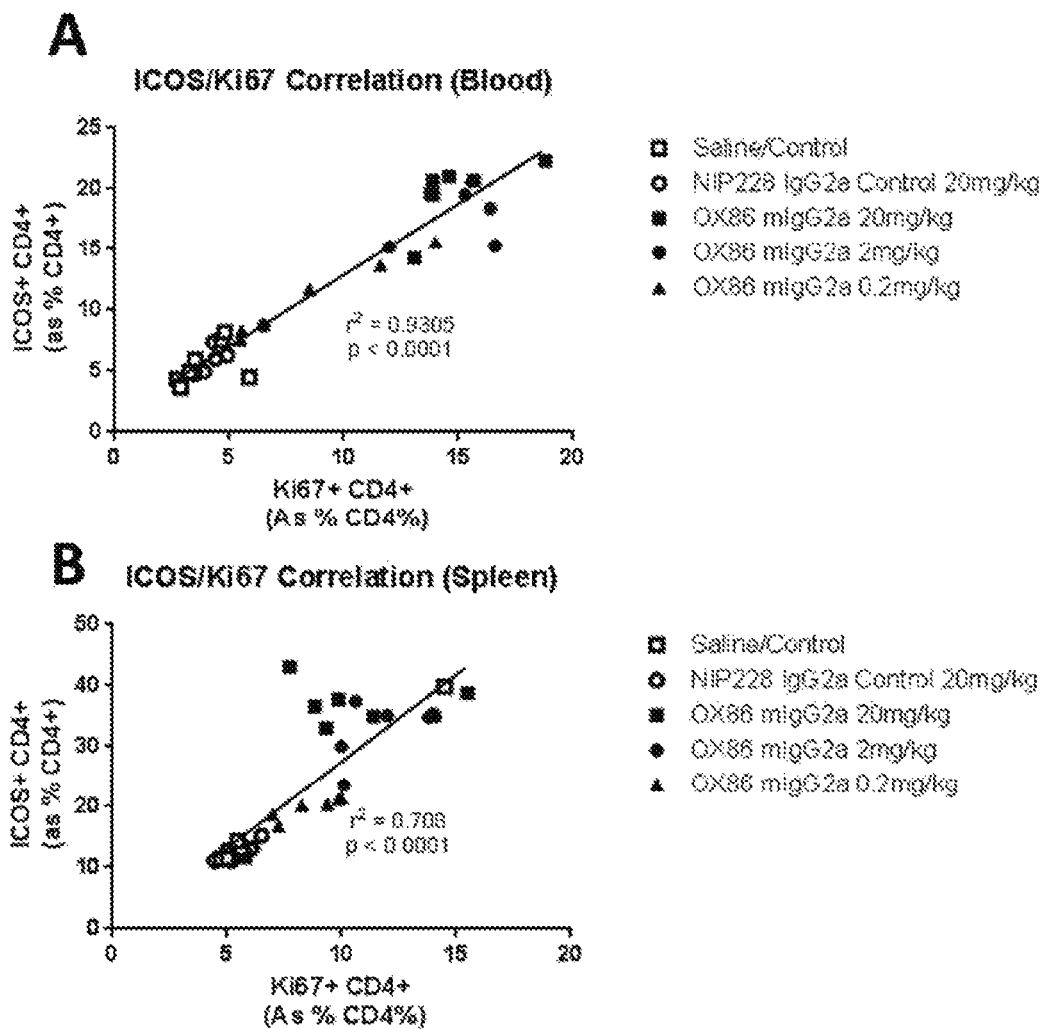 A
ICOS/Ki67 Correlation (Blood)
25
20
15
10
5
0
ICOS+ CD4+
(as % CD4+)
r² = 0.9305
p < 0.0001
0 5 10 15 20
Ki67+ CD4+
(As % CD4%)
Saline/Control
NIP228 IgG2a Control 20mg/kg
OX86 mIgG2a 20mg/kg
OX86 mIgG2a 2mg/kg
OX86 mIgG2a 0.2mg/kg
B
ICOS/Ki67 Correlation (Spleen)
50
40
30
20
10
0
ICOS+ CD4+
(as % CD4+)
r² = 0.708
p < 0.0001
0 5 10 15 20
Ki67+ CD4+
(As % CD4%)
Saline/Control
NIP228 IgG2a Control 20mg/kg
OX86 mIgG2a 20mg/kg
OX86 mIgG2a 2mg/kg
OX86 mIgG2a 0.2mg/kg